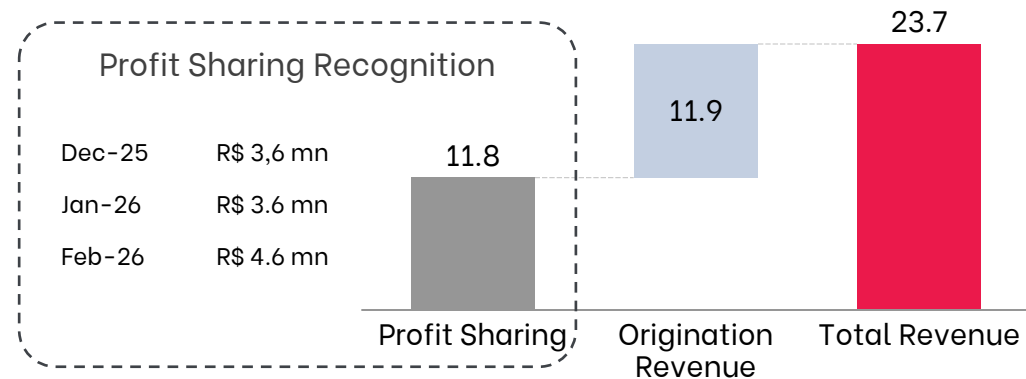 Profit Sharing Recognition
Dec-25 R$ 3,6 mn
Jan-26 R$ 3.6 mn
Feb-26 R$ 4.6 mn
11.8
11.9
23.7
Profit Sharing
Origination
Revenue
Total Revenue